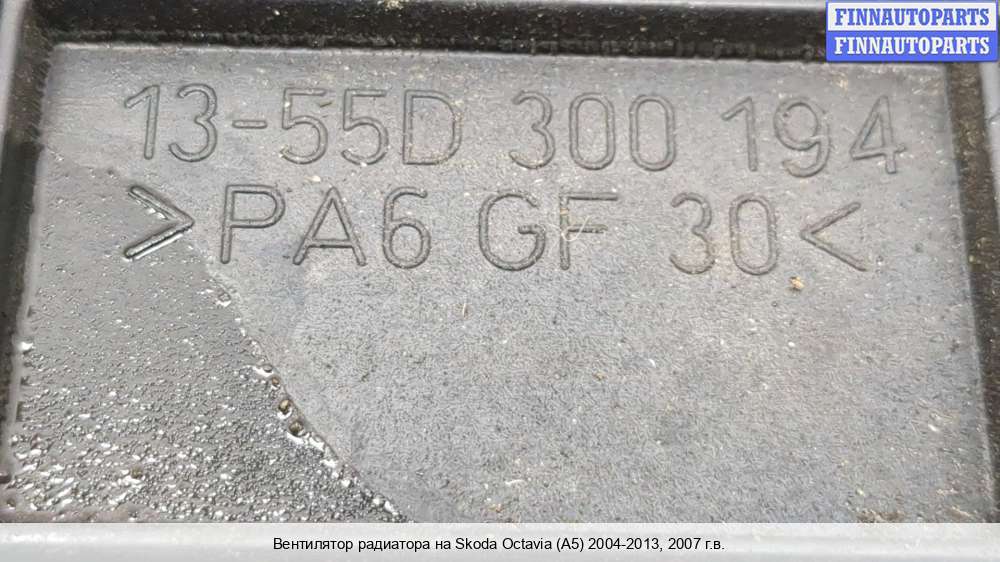 FINNAUTOPARTS
FINNAUTOPARTS
13-55D 300 194
>PA6 GF 30<
Вентилятор радиатора на Skoda Octavia (A5) 2004-2013, 2007 г.в.